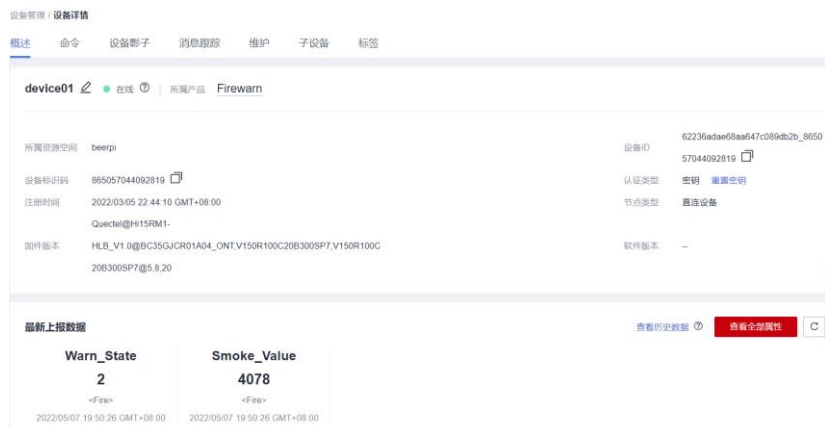 设备管理 / 设备详情
概述 命令 设备影子 消息跟踪 维护 子设备 标签
device01 在线 所属产品 Firewarn
所属资源空间 beerpi
设备ID 62236adae68aa647c089db2b_8650
57044092819
设备标识码 865057044092819
认证类型 密钥 重置密钥
注册时间 2022/03/05 22:44:10 GMT+08:00
节点类型 直连设备
Quectel@Hi15RM1-
固件版本 HLB_V1.0@BC35GJCR01A04_ONT,V150R100C20B300SP7,V150R100C
20B300SP7@5,8,20
软件版本 --
最新上报数据 查看历史数据 查看全部属性
Warn_State Smoke_Value
2 4078
<Fire> <Fire>
2022/05/07 19:50:26 GMT+08:00 2022/05/07 19:50:26 GMT+08:00